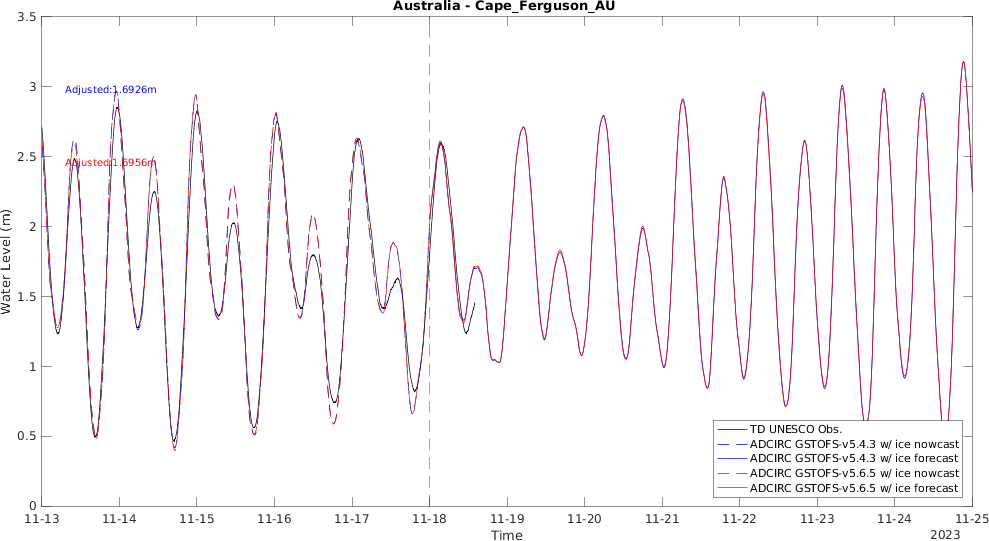 Australia - Cape_Ferguson_AU
3.5
3
2.5
2
1.5
1
0.5
0
Water Level (m)
Adjusted:1.6926m
Adjusted:1.6956m
TD UNESCO Obs.
ADCIRC GSTOFS-v5.4.3 w/ ice nowcast
ADCIRC GSTOFS-v5.4.3 w/ ice forecast
ADCIRC GSTOFS-v5.6.5 w/ ice nowcast
ADCIRC GSTOFS-v5.6.5 w/ ice forecast
11-13 11-14 11-15 11-16 11-17 11-18 11-19 11-20 11-21 11-22 11-23 11-24 11-25
Time
2023